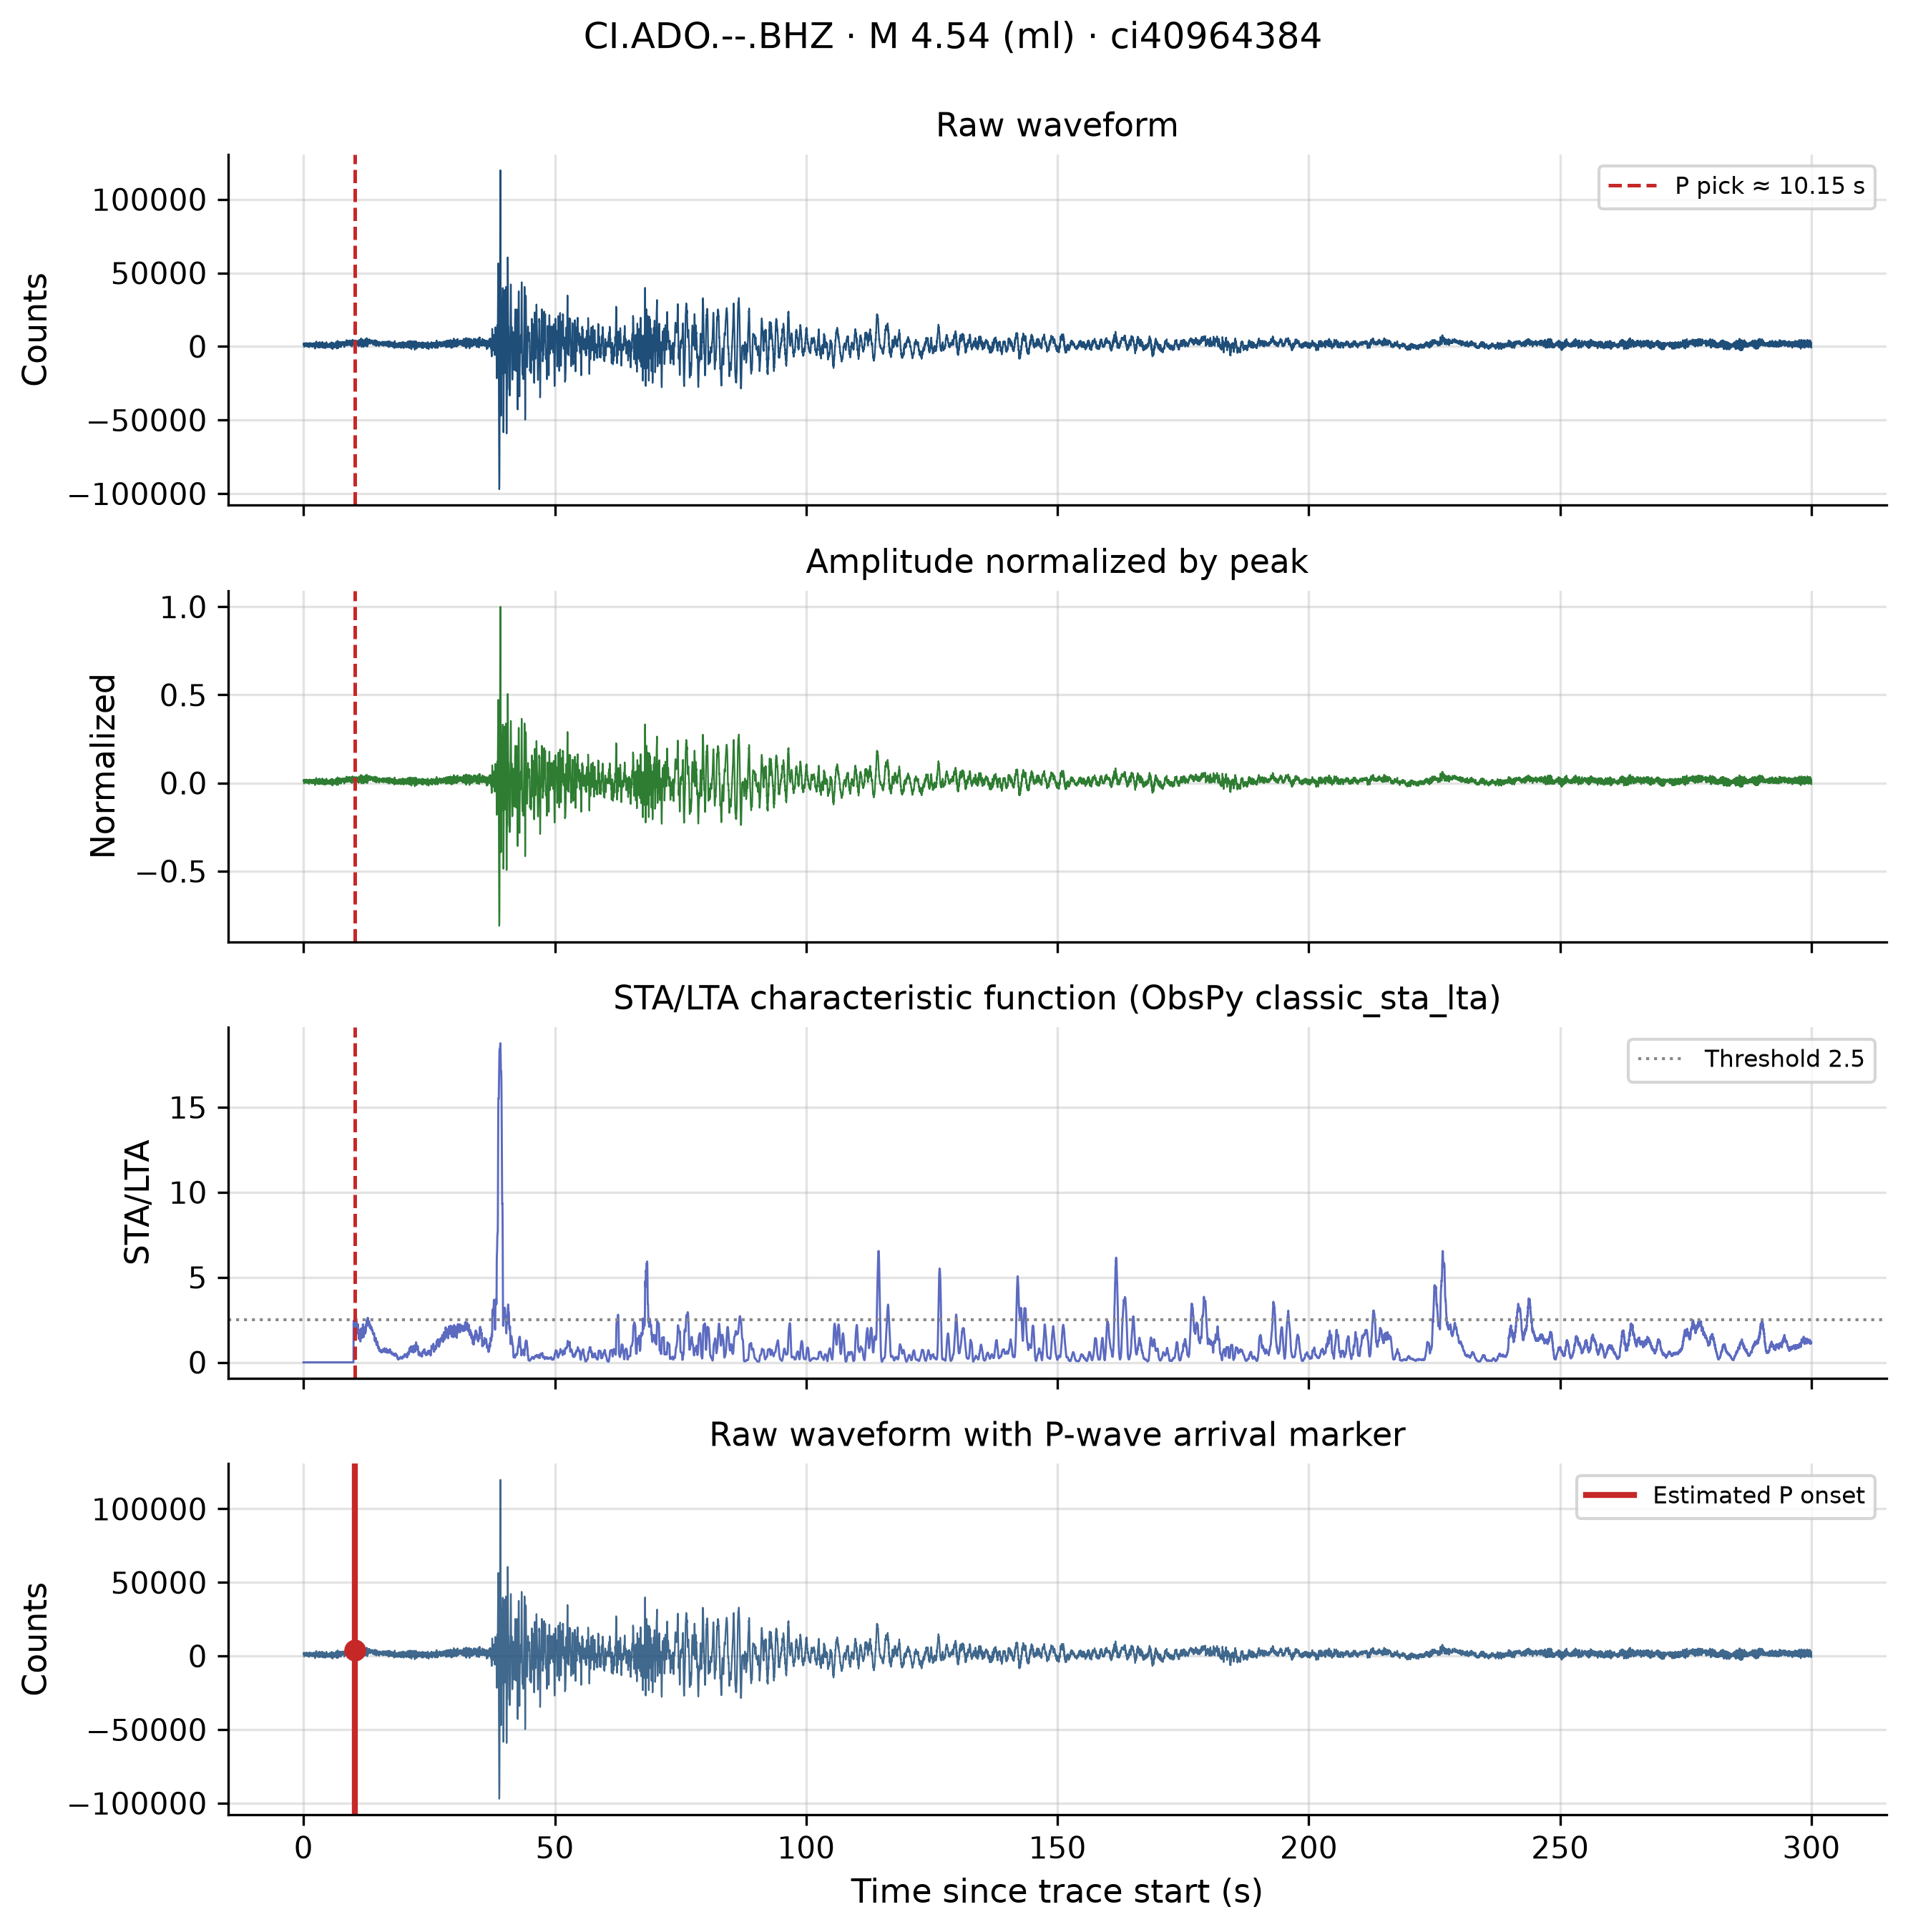 CI.ADO.--.BHZ · M 4.54 (ml) · ci40964384
Raw waveform
P pick ≈ 10.15 s
Counts
100000
50000
0
−50000
−100000
Amplitude normalized by peak
Normalized
1.0
0.5
0.0
−0.5
STA/LTA characteristic function (ObsPy classic_sta_lta)
Threshold 2.5
STA/LTA
15
10
5
0
Raw waveform with P-wave arrival marker
Estimated P onset
Counts
100000
50000
0
−50000
−100000
0 50 100 150 200 250 300
Time since trace start (s)